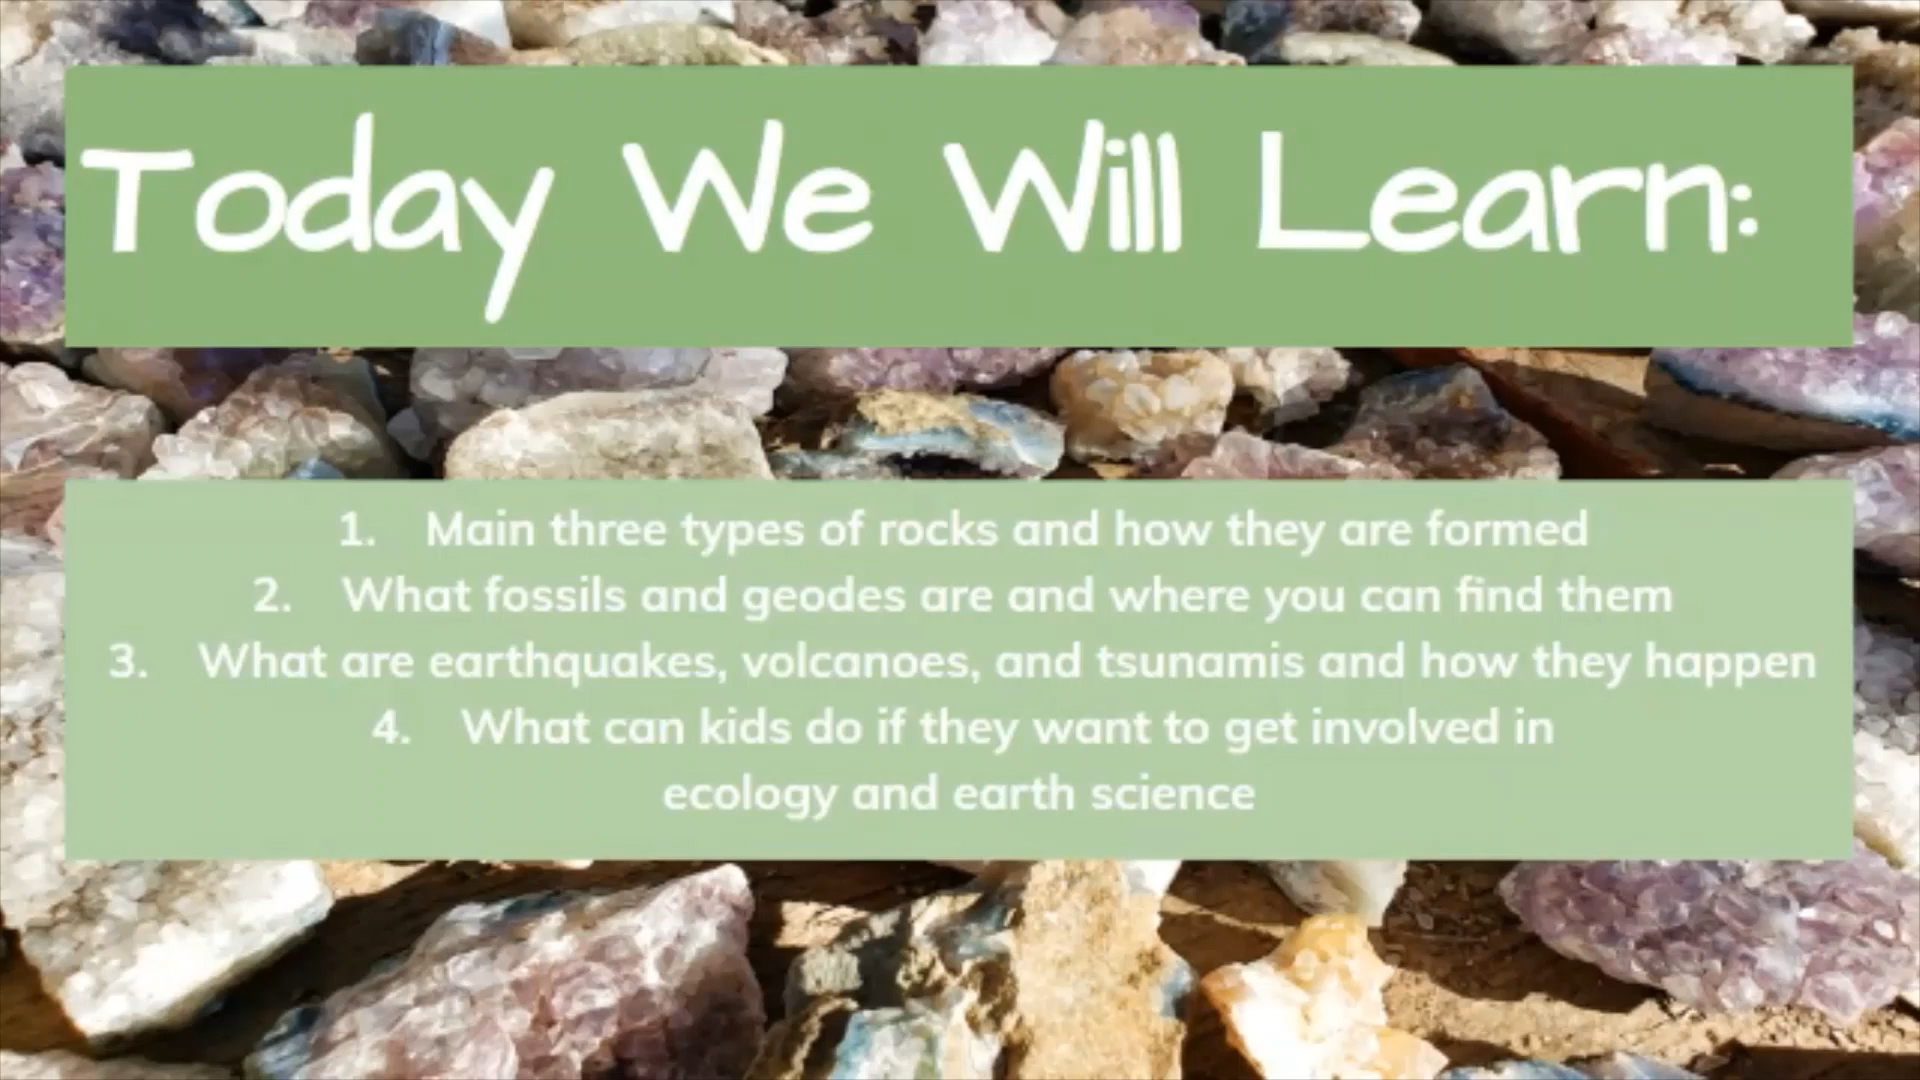 Today We Will Learn:
1. Main three types of rocks and how they are formed
2. What fossils and geodes are and where you can find them
3. What are earthquakes, volcanoes, and tsunamis and how they happen
4. What can kids do if they want to get involved in
ecology and earth science